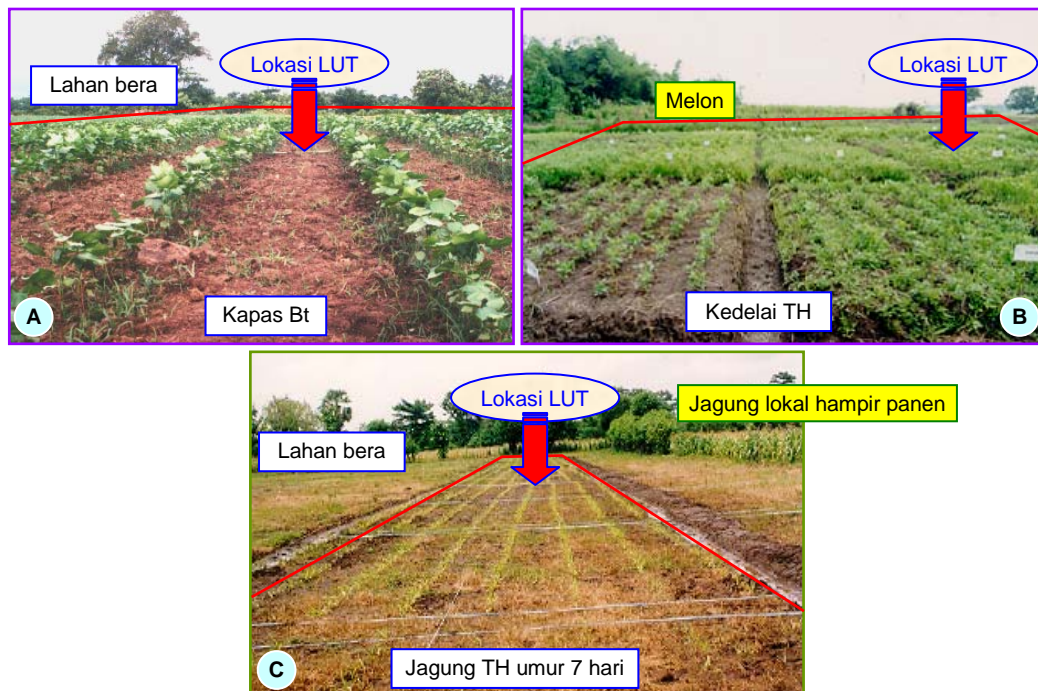 Lokasi LUT
Lahan bera
Kapas Bt
A
Lokasi LUT
Melon
Kedelai TH
B
Lokasi LUT
Jagung lokal hampir panen
Lahan bera
Jagung TH umur 7 hari
C